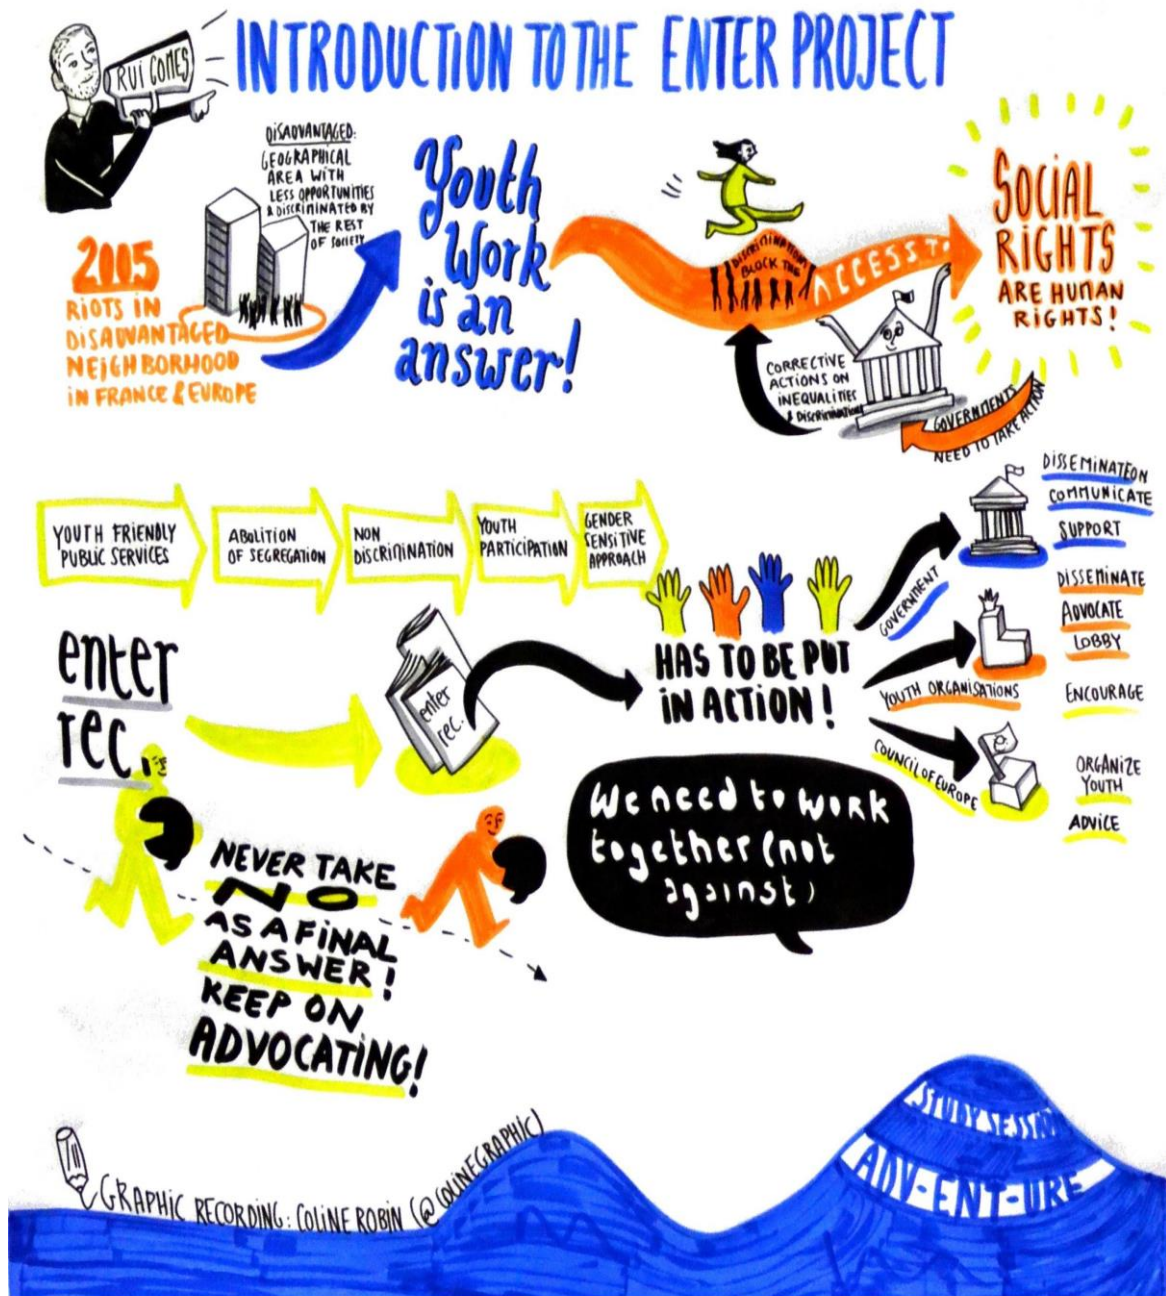 INTRODUCTION TO THE ENTER PROJECT
RUI GOMES
DISADVANTAGED:
GEOGRAPHICAL
AREA WITH
LESS OPPORTUNITIES
& DISCRIMINATED BY
THE REST
OF SOCIETY
2005
RIOTS IN
DISADVANTAGED
NEIGHBORHOOD
IN FRANCE & EUROPE
Youth
Work
is an
answer!
DISCRIMINATIONS
BLOCK THE
ACCESS TO
SOCIAL
RIGHTS
ARE HUMAN
RIGHTS!
CORRECTIVE
ACTIONS ON
INEQUALITIES
& DISCRIMINATION
GOVERNMENTS
NEED TO TAKE ACTION
YOUTH FRIENDLY
PUBLIC SERVICES
ABOLITION
OF SEGREGATION
NON
DISCRIMINATION
YOUTH
PARTICIPATION
GENDER
SENSITIVE
APPROACH
enter
rec.
enter
rec.
HAS TO BE PUT
IN ACTION!
GOVERNMENT
DISSEMINATION
COMMUNICATE
SUPPORT
YOUTH ORGANISATIONS
DISSEMINATE
ADVOCATE
LOBBY
COUNCIL OF EUROPE
ENCOURAGE
ORGANIZE
YOUTH
ADVICE
We need to work
together (not
against)
NEVER TAKE
NO
AS A FINAL
ANSWER!
KEEP ON
ADVOCATING!
STUDY SESSION
ADV-ENT-URE
GRAPHIC RECORDING: COLINE ROBIN (@COLINEGRAPHIC)